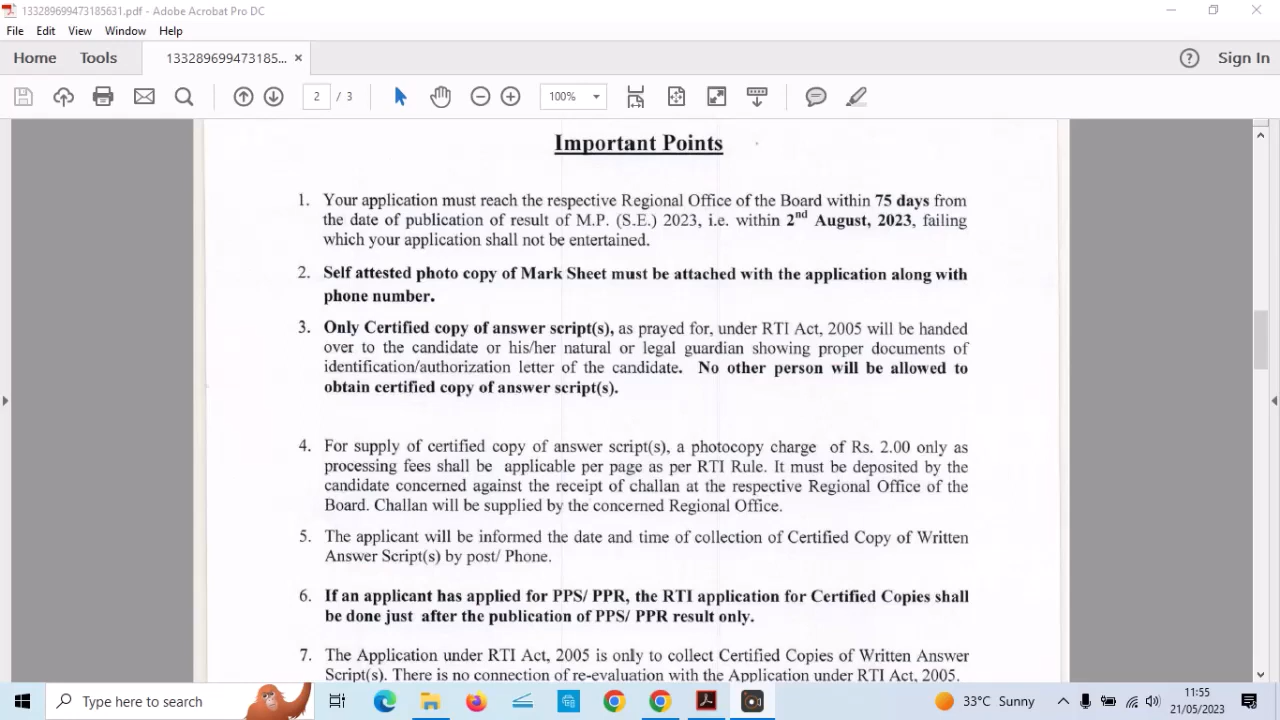 133289699473185631.pdf - Adobe Acrobat Pro DC
File Edit View Window Help
Home Tools 133289699473185... × Sign In
2 / 3 100%
Important Points
1. Your application must reach the respective Regional Office of the Board within 75 days from
the date of publication of result of M.P. (S.E.) 2023, i.e. within 2nd August, 2023, failing
which your application shall not be entertained.
2. Self attested photo copy of Mark Sheet must be attached with the application along with
phone number.
3. Only Certified copy of answer script(s), as prayed for, under RTI Act, 2005 will be handed
over to the candidate or his/her natural or legal guardian showing proper documents of
identification/authorization letter of the candidate. No other person will be allowed to
obtain certified copy of answer script(s).
4. For supply of certified copy of answer script(s), a photocopy charge of Rs. 2.00 only as
processing fees shall be applicable per page as per RTI Rule. It must be deposited by the
candidate concerned against the receipt of challan at the respective Regional Office of the
Board. Challan will be supplied by the concerned Regional Office.
5. The applicant will be informed the date and time of collection of Certified Copy of Written
Answer Script(s) by post/ Phone.
6. If an applicant has applied for PPS/ PPR, the RTI application for Certified Copies shall
be done just after the publication of PPS/ PPR result only.
7. The Application under RTI Act, 2005 is only to collect Certified Copies of Written Answer
Script(s). There is no connection of re-evaluation with the Application under RTI Act, 2005.
Type here to search 33°C Sunny 11:55
21/05/2023